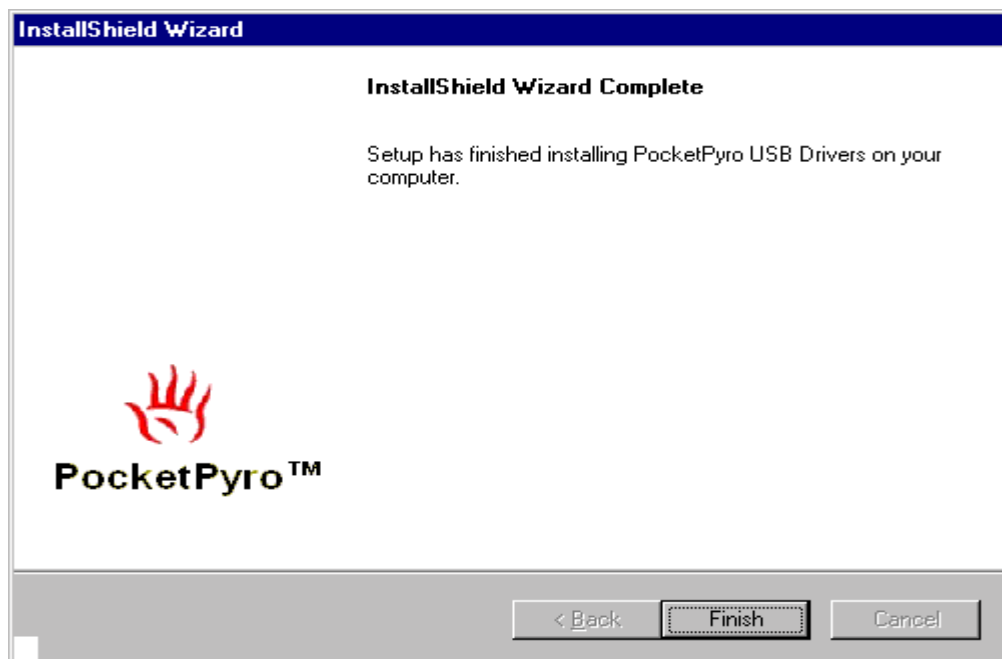 InstallShield Wizard
InstallShield Wizard Complete
Setup has finished installing PocketPyro USB Drivers on your
computer.
PocketPyro™
< Back
Finish
Cancel